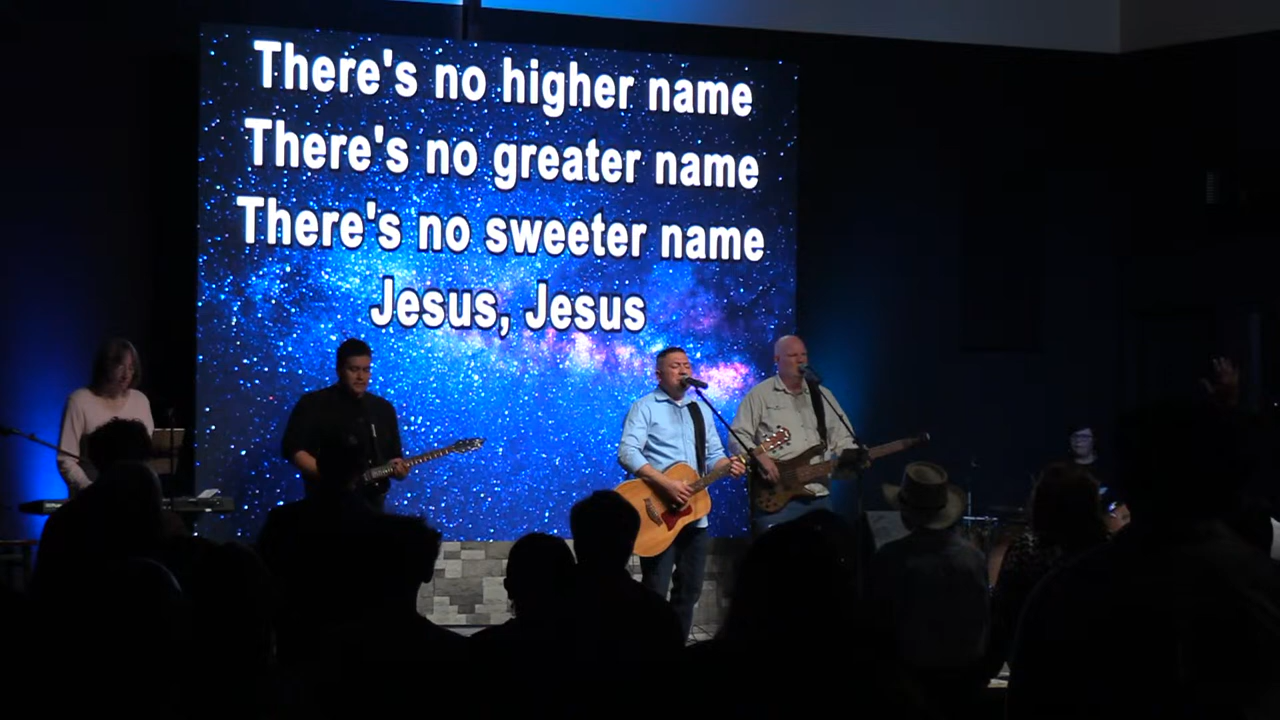 There's no higher name
There's no greater name
There's no sweeter name
Jesus, Jesus